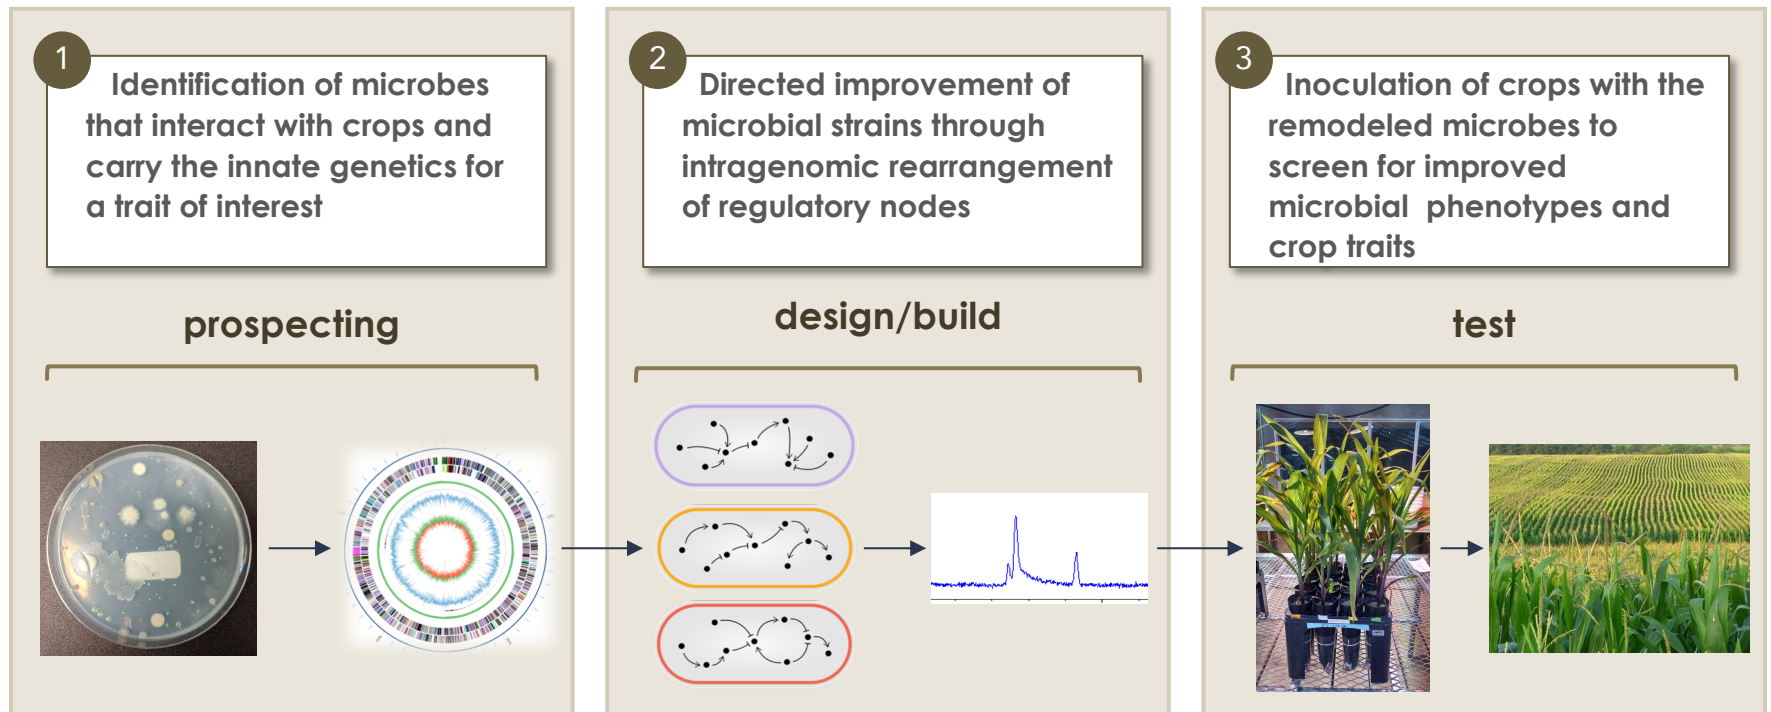 1
Identification of microbes
that interact with crops and
carry the innate genetics for
a trait of interest
prospecting
2
Directed improvement of
microbial strains through
intragenomic rearrangement
of regulatory nodes
design/build
3
Inoculation of crops with the
remodeled microbes to
screen for improved
microbial  phenotypes and
crop traits
test